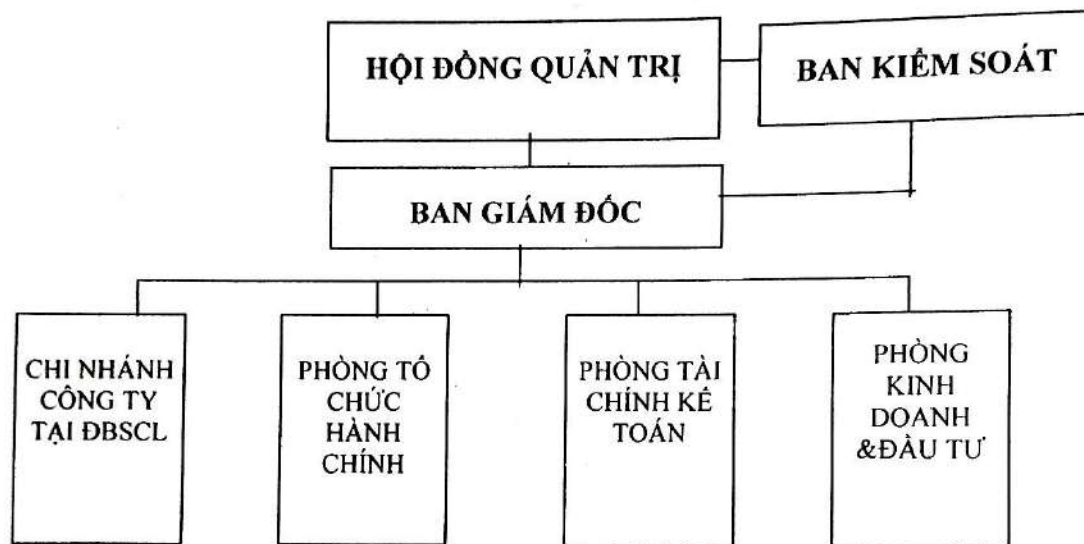 HỘI ĐỒNG QUẢN TRỊ
BAN KIỂM SOÁT
BAN GIÁM ĐỐC
CHI NHÁNH
CÔNG TY
TẠI ĐBSCL
PHÒNG TỔ
CHỨC
HÀNH
CHÍNH
PHÒNG TÀI
CHÍNH KẾ
TOÁN
PHÒNG
KINH
DOANH
&ĐẦU TƯ